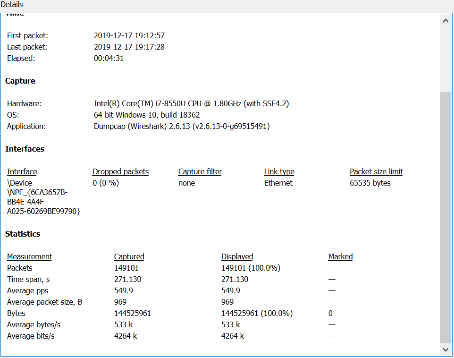 Details
Time
First packet: 2019-12-17 19:12:57
Last packet: 2019-12-17 19:17:28
Elapsed: 00:04:31
Capture
Hardware: Intel(R) Core(TM) i7-8550U CPU @ 1.80GHz (with SSE4.2)
OS: 64 bit Windows 10, build 18362
Application: Dumpcap (Wireshark) 2.6.13 (v2.6.13-0-g69515491)
Interfaces
Interface Dropped packets Capture filter Link type Packet size limit
\Device 0 (0 %) none Ethernet 65535 bytes
\NPF_{6CA3657B-
BB4E-4A4F-
A025-60269BE99790}
Statistics
Measurement Captured Displayed Marked
Packets 149101 149101 (100.0%) —
Time span, s 271.130 271.130 —
Average pps 549.9 549.9 —
Average packet size, B 969 969 —
Bytes 144525961 144525961 (100.0%) 0
Average bytes/s 533 k 533 k —
Average bits/s 4264 k 4264 k —